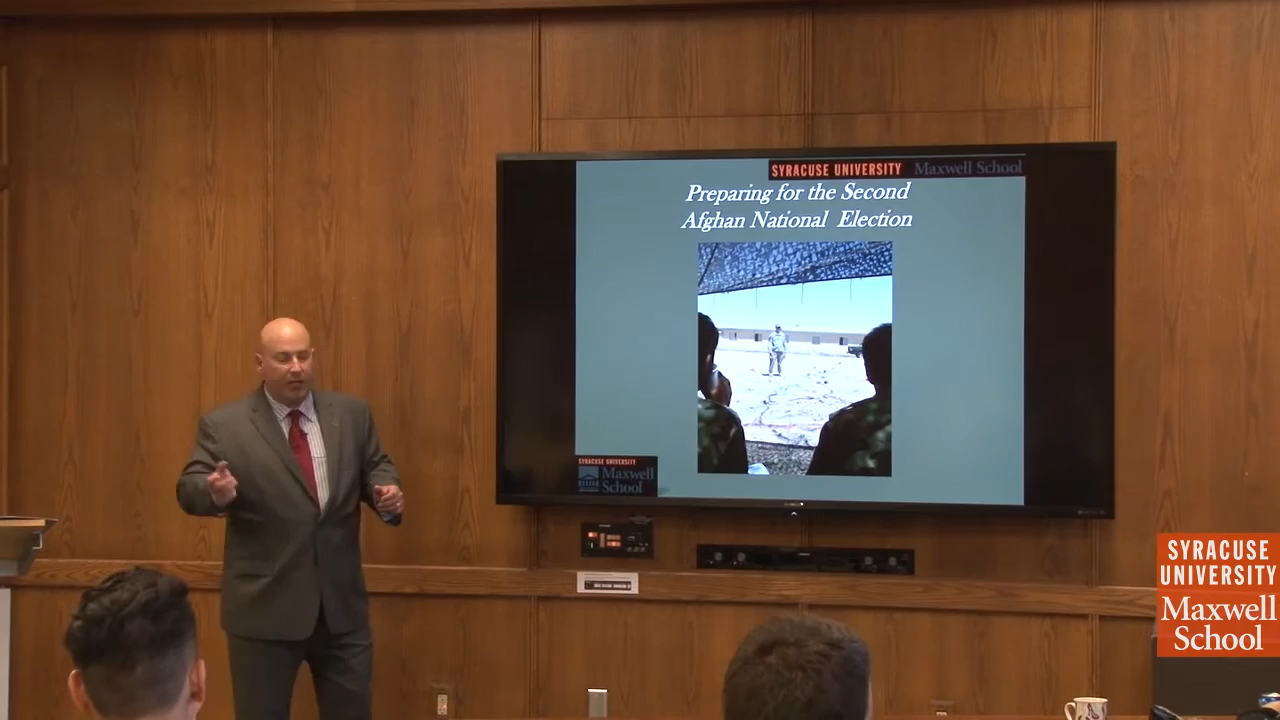 SYRACUSE UNIVERSITY Maxwell School
Preparing for the Second
Afghan National Election
SYRACUSE UNIVERSITY
Maxwell
School
SYRACUSE
UNIVERSITY
Maxwell
School